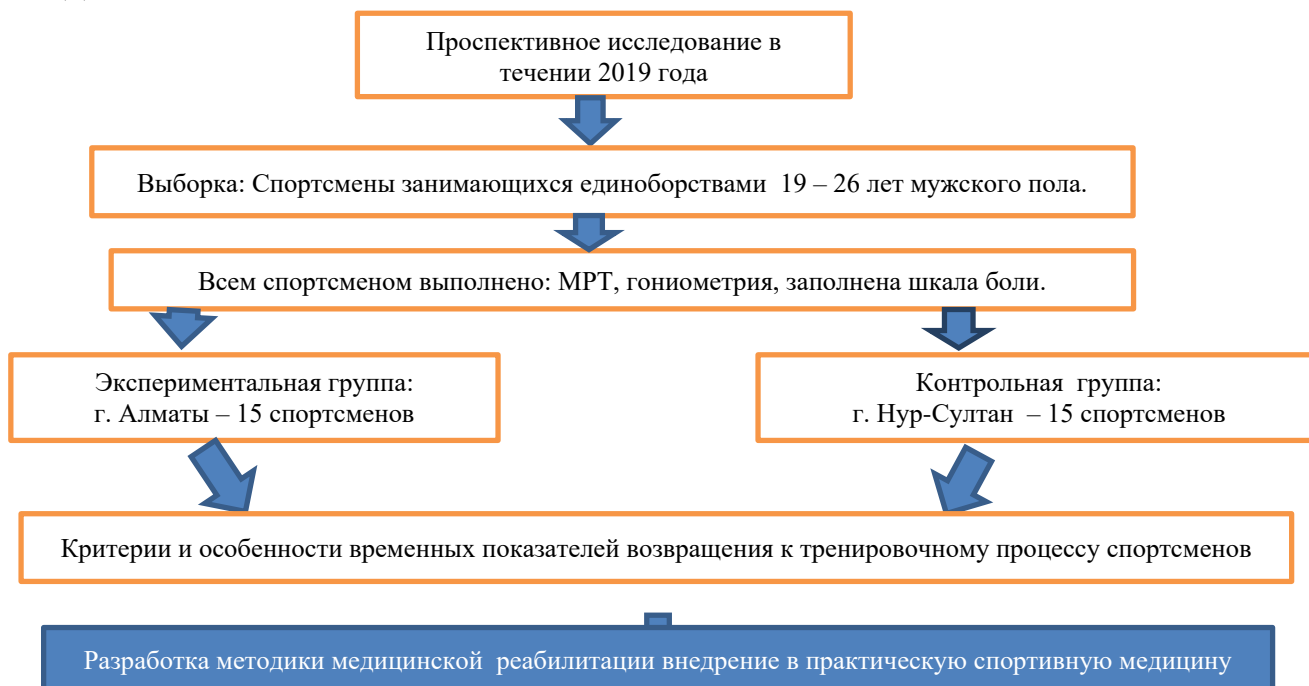 Проспективное исследование в
течении 2019 года
Выборка: Спортсмены занимающихся единоборствами 19 – 26 лет мужского пола.
Всем спортсменом выполнено: МРТ, гониометрия, заполнена шкала боли.
Экспериментальная группа:
г. Алматы – 15 спортсменов
Контрольная группа:
г. Нур-Султан – 15 спортсменов
Критерии и особенности временных показателей возвращения к тренировочному процессу спортсменов
Разработка методики медицинской реабилитации внедрение в практическую спортивную медицину